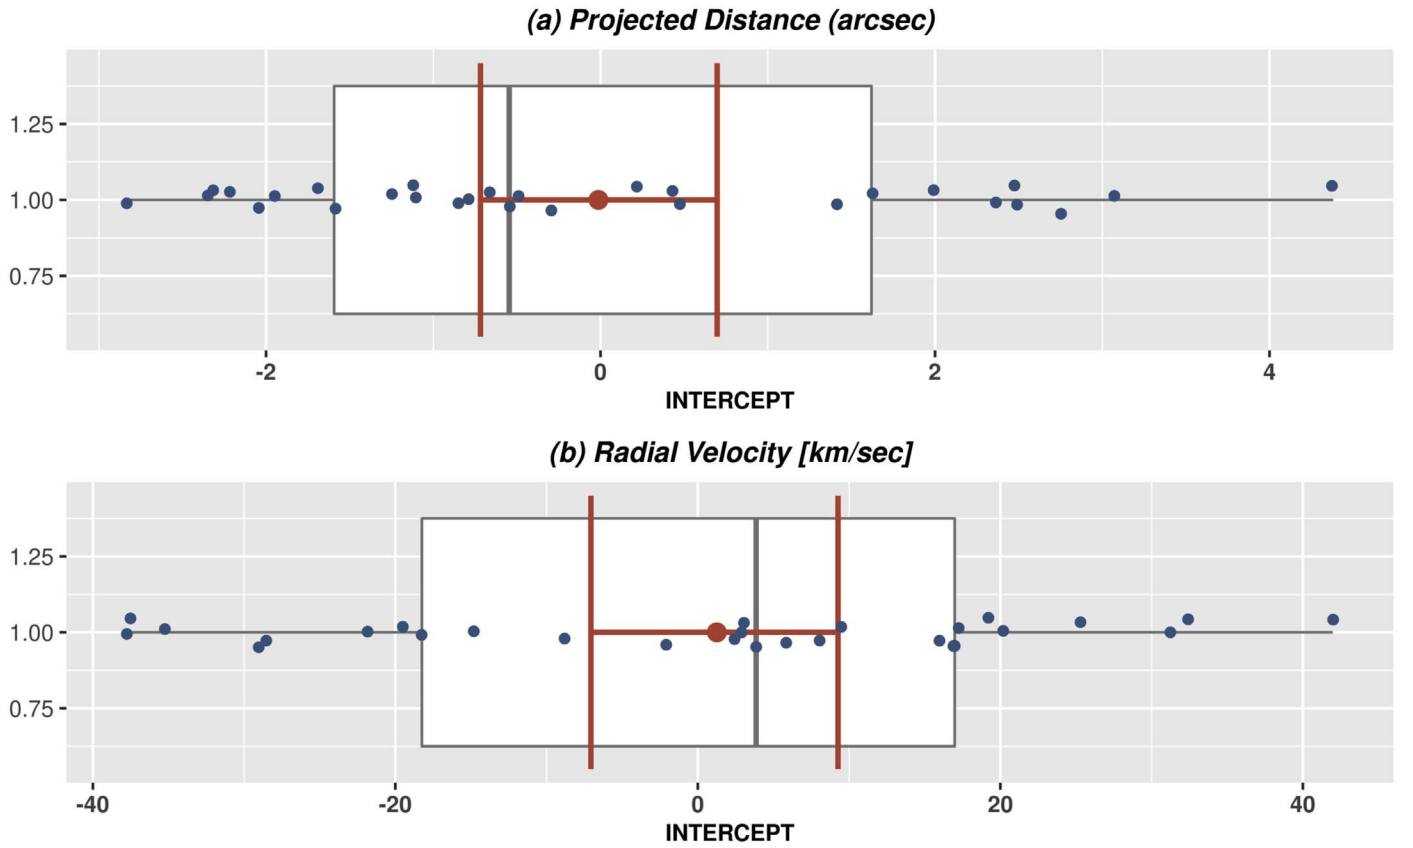 (a) Projected Distance (arcsec)
1.25
1.00
0.75
-2 0 2 4
INTERCEPT
(b) Radial Velocity [km/sec]
1.25
1.00
0.75
-40 -20 0 20 40
INTERCEPT